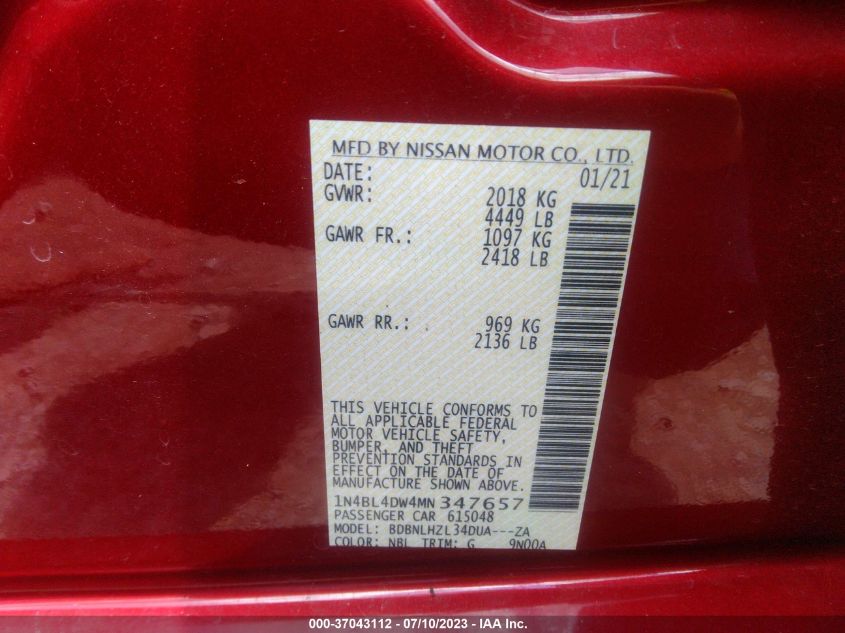 MFD BY NISSAN MOTOR CO., LTD.
DATE: 01/21
GVWR: 2018 KG
4449 LB
GAWR FR.: 1097 KG
2418 LB
GAWR RR.: 969 KG
2136 LB
THIS VEHICLE CONFORMS TO
ALL APPLICABLE FEDERAL
MOTOR VEHICLE SAFETY,
BUMPER, AND THEFT
PREVENTION STANDARDS IN
EFFECT ON THE DATE OF
MANUFACTURE SHOWN ABOVE.
1N4BL4DW4MN347657
PASSENGER CAR 615048
MODEL: BDBNLHZL34DUA---ZA
COLOR: NBL TRIM: G 9N00A
000-37043112 - 07/10/2023 - IAA Inc.